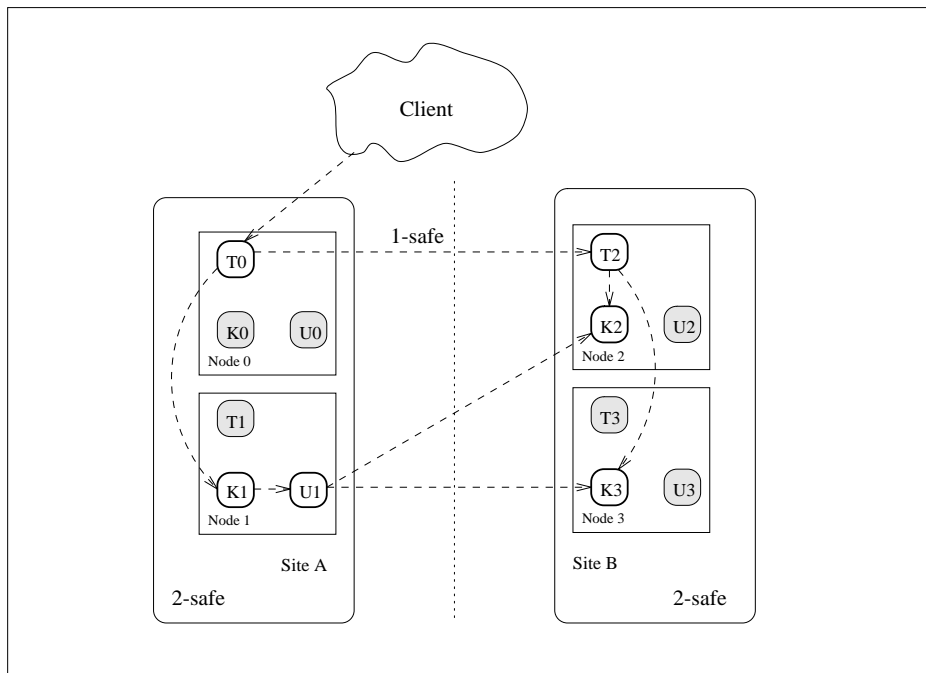 Client
1-safe
T0
T2
K0
U0
K2
U2
Node 0
Node 2
T1
T3
K1
U1
K3
U3
Node 1
Node 3
Site A
Site B
2-safe
2-safe